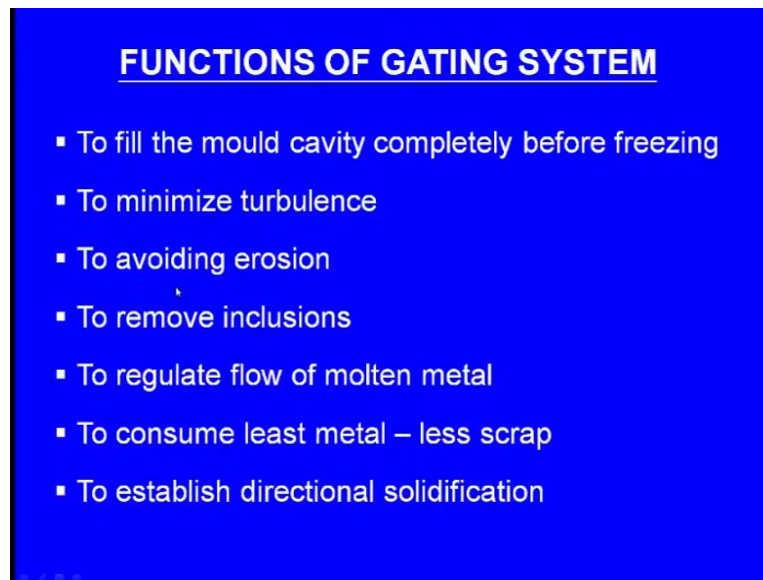 FUNCTIONS OF GATING SYSTEM
▪ To fill the mould cavity completely before freezing
▪ To minimize turbulence
▪ To avoiding erosion
▪ To remove inclusions
▪ To regulate flow of molten metal
▪ To consume least metal – less scrap
▪ To establish directional solidification